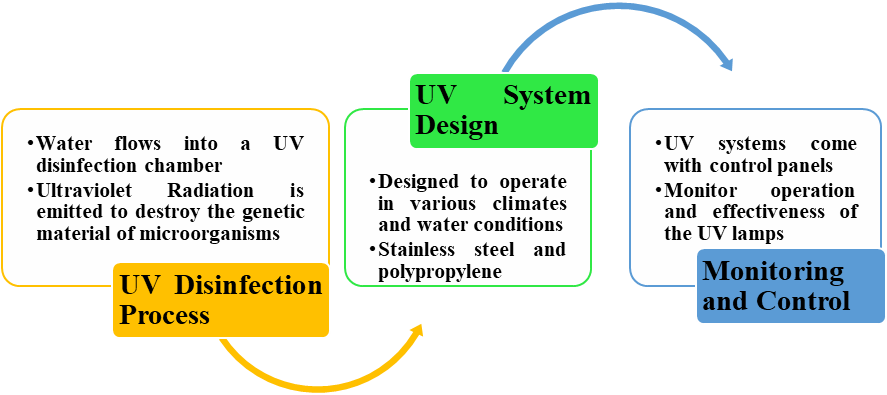 •Water flows into a UV
disinfection chamber
•Ultraviolet Radiation is
emitted to destroy the genetic
material of microorganisms
UV Disinfection
Process
UV System
Design
•Designed to operate
in various climates
and water conditions
•Stainless steel and
polypropylene
•UV systems come
with control panels
•Monitor operation
and effectiveness of
the UV lamps
Monitoring
and Control